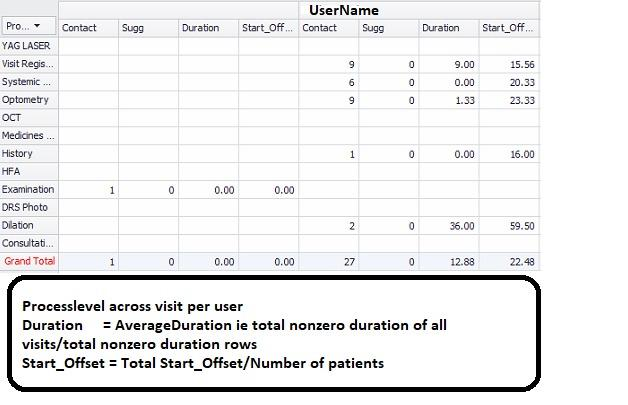 UserName
Pro... Contact Sugg Duration Start_Off... Contact Sugg Duration Start_Off...
YAG LASER
Visit Regis... 9 0 9.00 15.56
Systemic ... 6 0 0.00 20.33
Optometry 9 0 1.33 23.33
OCT
Medicines ...
History 1 0 0.00 16.00
HFA
Examination 1 0 0.00 0.00
DRS Photo
Dilation 2 0 36.00 59.50
Consultati...
Grand Total 1 0 0.00 0.00 27 0 12.88 22.48
Processlevel across visit per user
Duration = AverageDuration ie total nonzero duration of all
visits/total nonzero duration rows
Start_Offset = Total Start_Offset/Number of patients